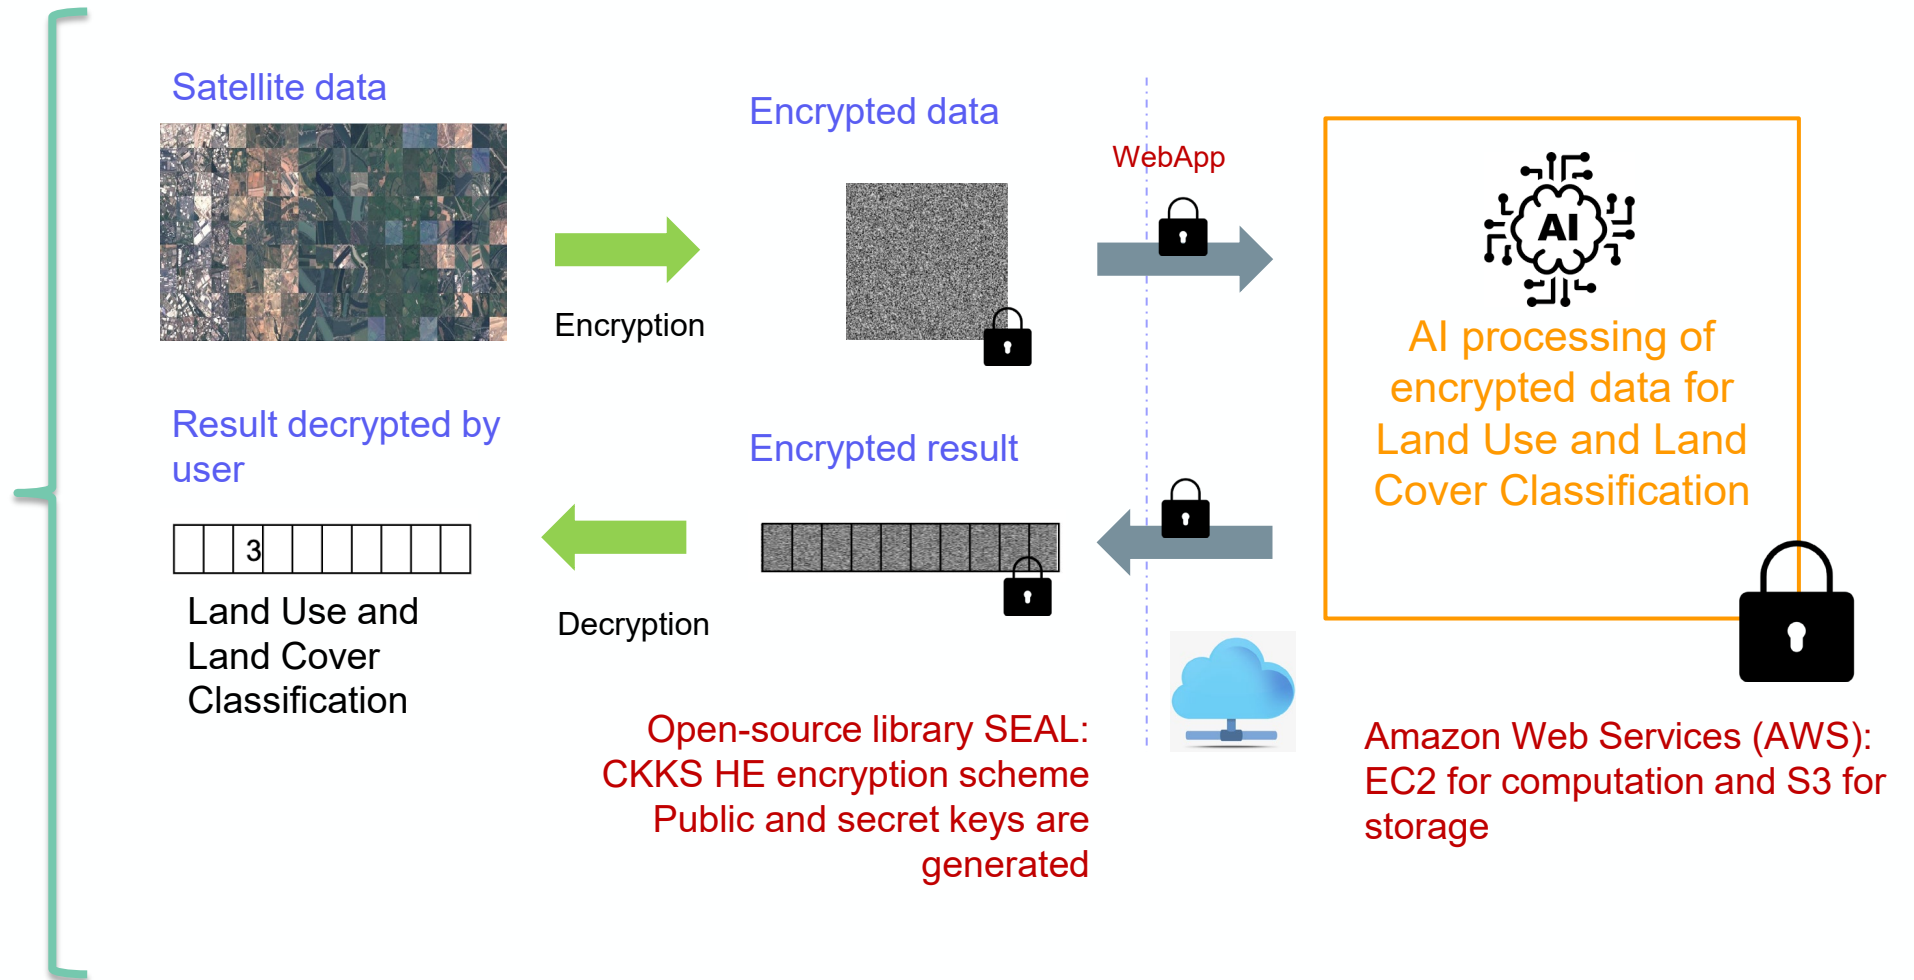 Satellite data
Encrypted data
WebApp
AI
Encryption
AI processing of
encrypted data for
Land Use and Land
Cover Classification
Result decrypted by
user
Encrypted result
3
Land Use and
Land Cover
Classification
Decryption
Open-source library SEAL:
CKKS HE encryption scheme
Public and secret keys are
generated
Amazon Web Services (AWS):
EC2 for computation and S3 for
storage